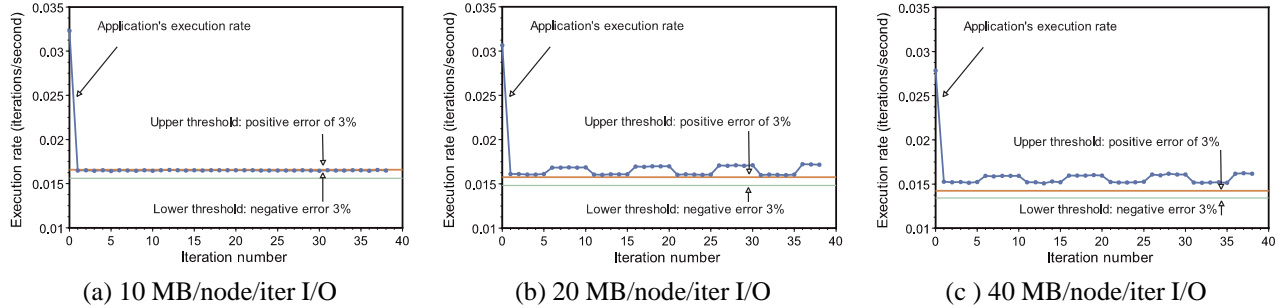 Execution rate (iterations/second)
0.035
0.03
0.025
0.02
0.015
0.01
0
5
10
15
20
25
30
35
40
Application's execution rate
Upper threshold: positive error of 3%
Lower threshold: negative error 3%
Iteration number
(a) 10 MB/node/iter I/O
Execution rate (iterations/second)
0.035
0.03
0.025
0.02
0.015
0.01
0
5
10
15
20
25
30
35
40
Application's execution rate
Upper threshold: positive error of 3%
Lower threshold: negative error 3%
Iteration number
(b) 20 MB/node/iter I/O
Execution rate (iterations/second)
0.035
0.03
0.025
0.02
0.015
0.01
0
5
10
15
20
25
30
35
40
Application's execution rate
Upper threshold: positive error of 3%
Lower threshold: negative error 3%
Iteration number
(c ) 40 MB/node/iter I/O